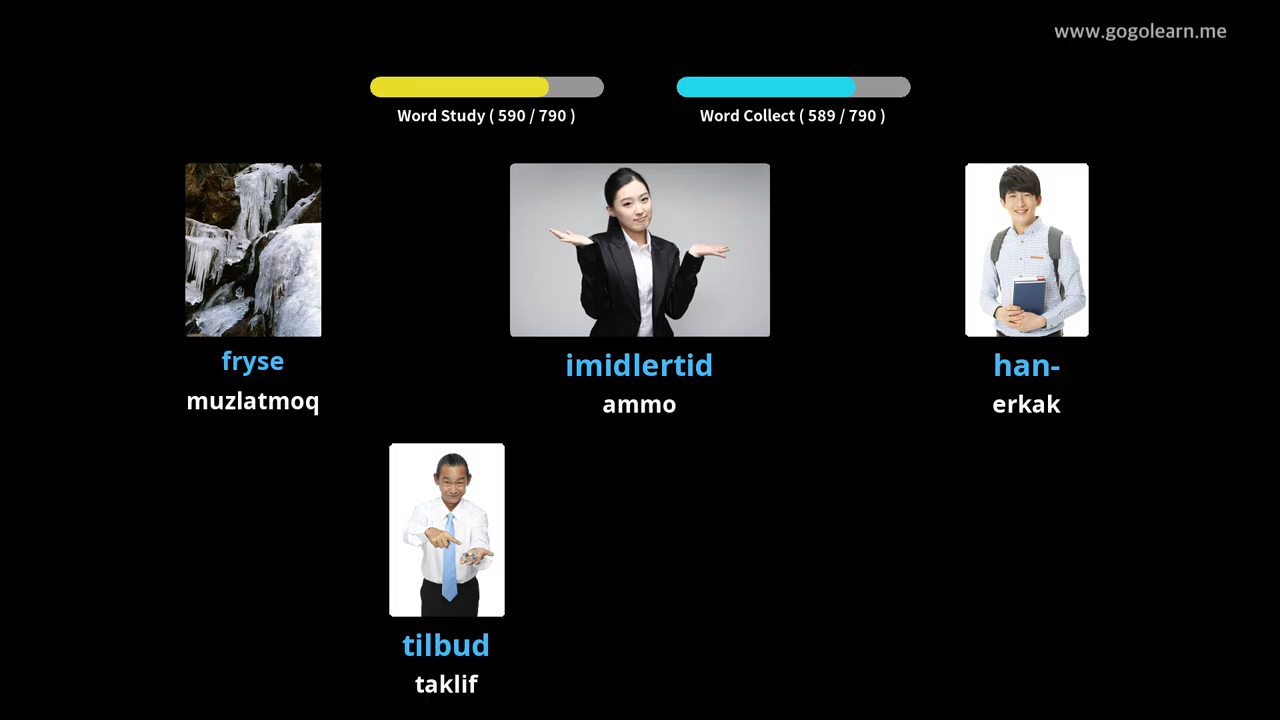 www.gogolearn.me
Word Study ( 590 / 790 )
Word Collect ( 589 / 790 )
fryse
muzlatmoq
imidlertid
ammo
han-
erkak
tilbud
taklif